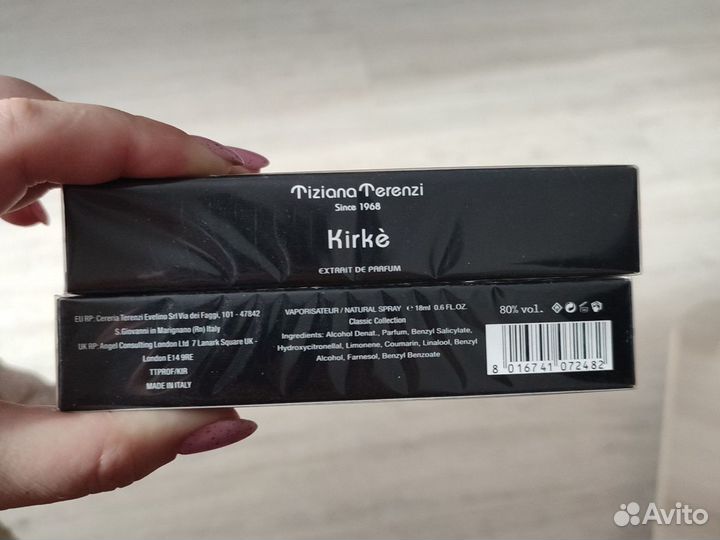 Tiziana Terenzi
Since 1968
Kirkè
EXTRAIT DE PARFUM
EU RP: Cereria Terenzi Evelino Srl Via dei Faggi, 101 - 47842
S.Giovanni in Marignano (Rn) Italy
UK RP: Angel Consulting London Ltd 7 Lanark Square UK -
London E14 9RE
TTPROF/KIR
MADE IN ITALY
VAPORISATEUR / NATURAL SPRAY ℮ 18ml 0.6 FL.OZ.
Classic Collection
Ingredients: Alcohol Denat., Parfum, Benzyl Salicylate,
Hydroxycitronellal, Limonene, Coumarin, Linalool, Benzyl
Alcohol, Farnesol, Benzyl Benzoate
80% vol.
8 016741 072482
Avito